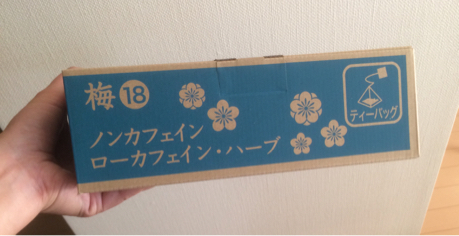 梅 18
ノンカフェイン
ローカフェイン・ハーブ
ティーバッグ